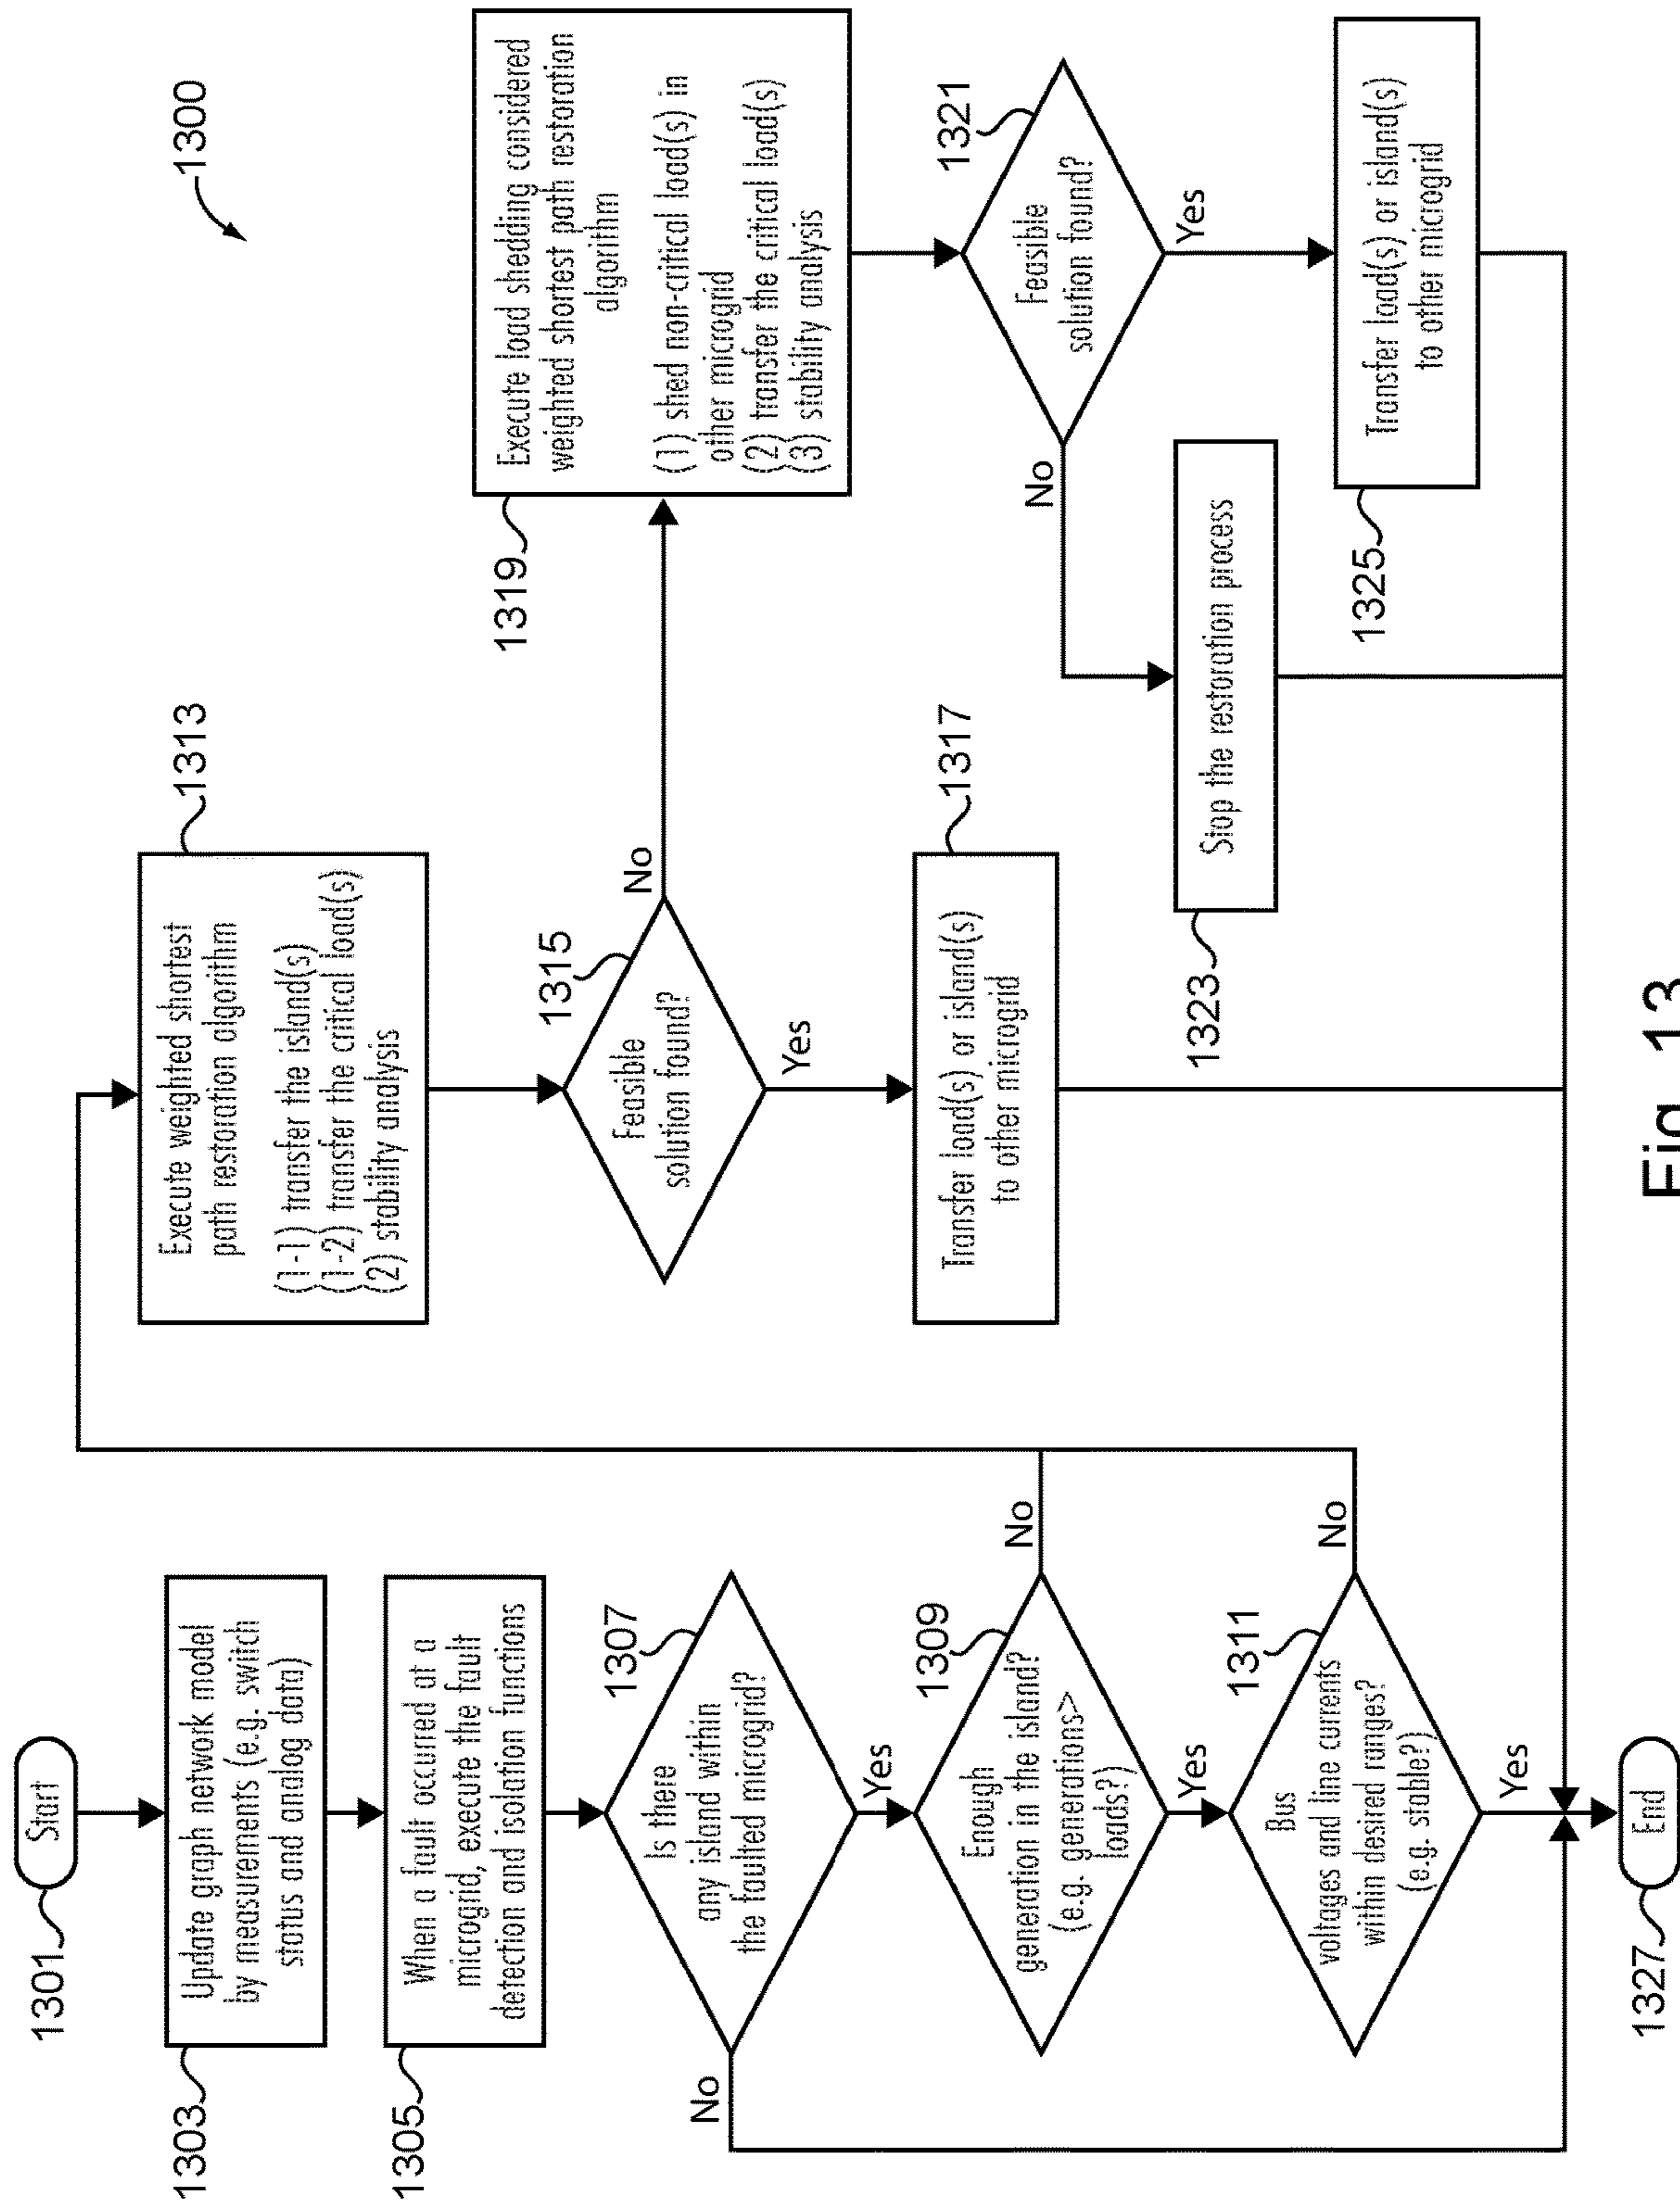 1300
1301
Start
1303
Update graph network model
by measurements (e.g. switch
status and analog data)
1305
When a fault occurred at a
microgrid, execute the fault
detection and isolation functions
1307
Is there
any island within
the faulted microgrid?
No
Yes
1309
Enough
generation in the island?
(e.g. generations>
loads?)
No
Yes
1311
Bus
voltages and line currents
within desired ranges?
(e.g. stable?)
No
Yes
1327
End
1313
Execute weighted shortest
path restoration algorithm
(1-1) transfer the island(s)
(1-2) transfer the critical load(s)
(2) stability analysis
1315
Feasible
solution found?
No
Yes
1317
Transfer load(s) or island(s)
to other microgrid
1319
Execute load shedding considered
weighted shortest path restoration
algorithm
(1) shed non-critical load(s) in
other microgrid
(2) transfer the critical load(s)
(3) stability analysis
1321
Feasible
solution found?
No
Yes
1323
Stop the restoration process
1325
Transfer load(s) or island(s)
to other microgrid
Fig. 13